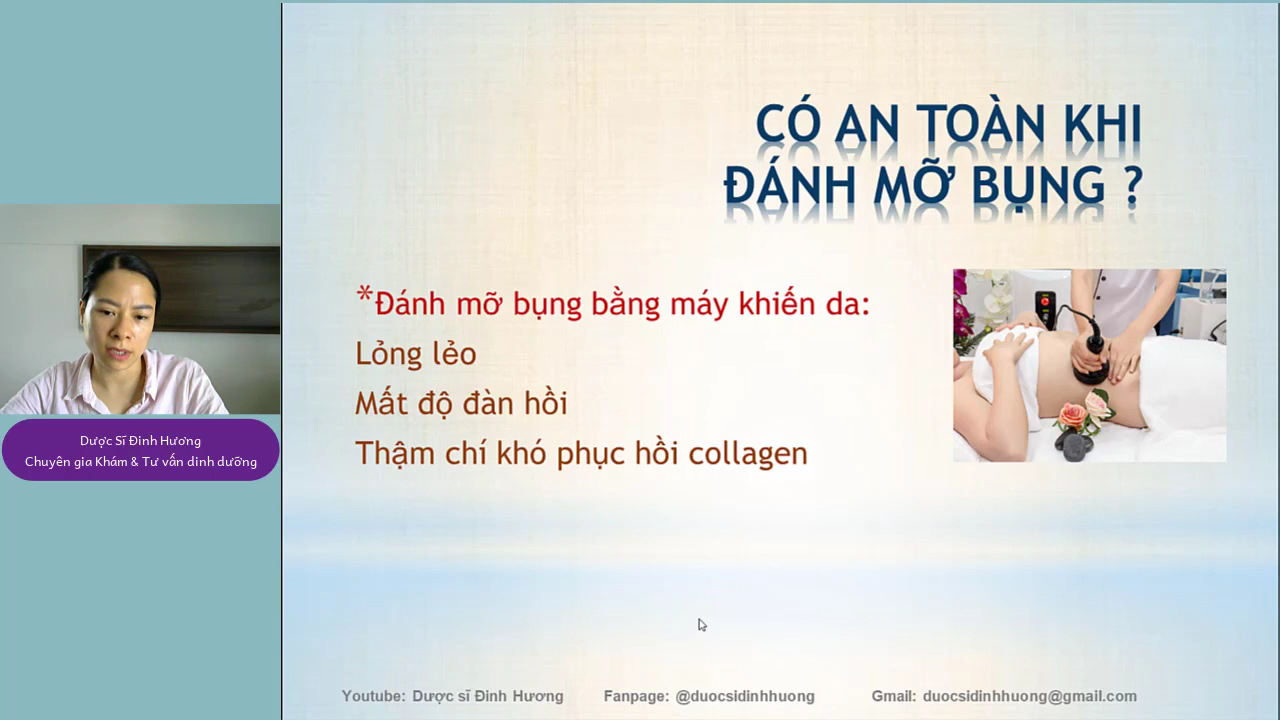 CÓ AN TOÀN KHI
ĐÁNH MỠ BỤNG ?
*Đánh mỡ bụng bằng máy khiến da:
Lỏng lẻo
Mất độ đàn hồi
Thậm chí khó phục hồi collagen
Dược Sĩ Đinh Hương
Chuyên gia Khám & Tư vấn dinh dưỡng
Youtube: Dược sĩ Đinh Hương Fanpage: @duocsidinhhuong Gmail: duocsidinhhuong@gmail.com